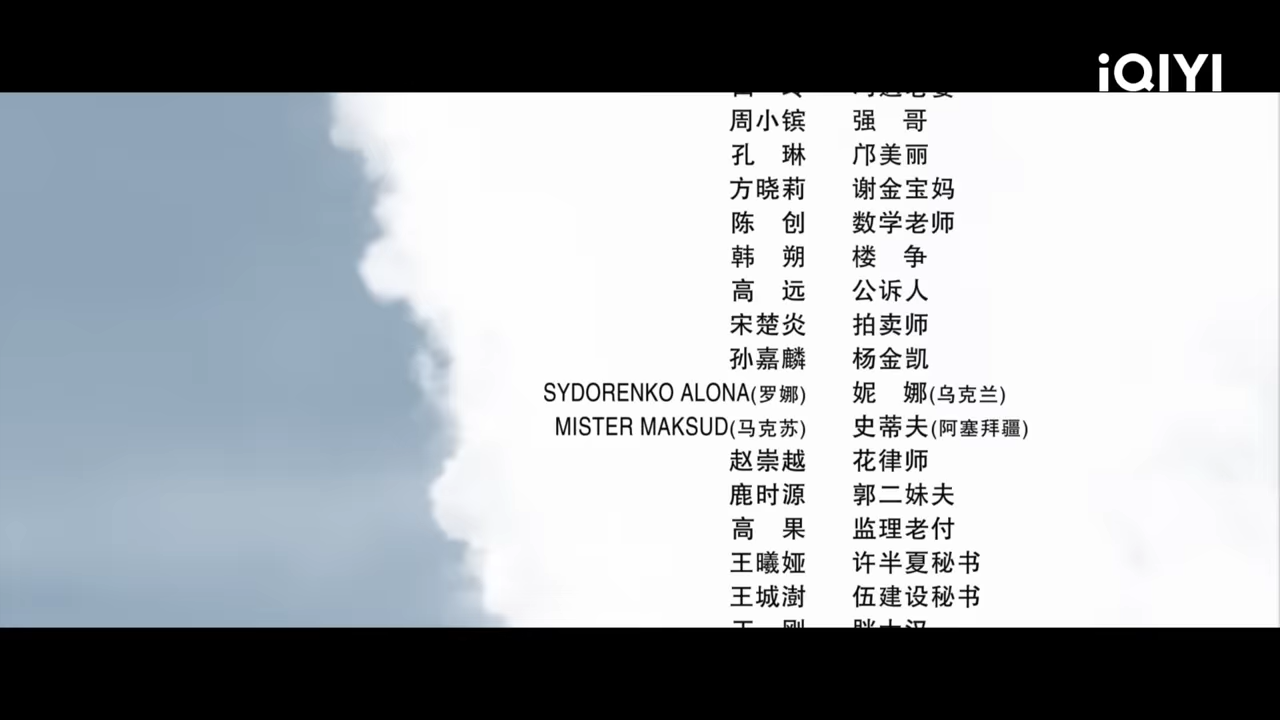 iQIYI
周小镔 强 哥
孔 琳 邝美丽
方晓莉 谢金宝妈
陈 创 数学老师
韩 朔 楼 争
高 远 公诉人
宋楚炎 拍卖师
孙嘉麟 杨金凯
SYDORENKO ALONA(罗娜) 妮 娜(乌克兰)
MISTER MAKSUD(马克苏) 史蒂夫(阿塞拜疆)
赵崇越 花律师
鹿时源 郭二妹夫
高 果 监理老付
王曦娅 许半夏秘书
王城澍 伍建设秘书